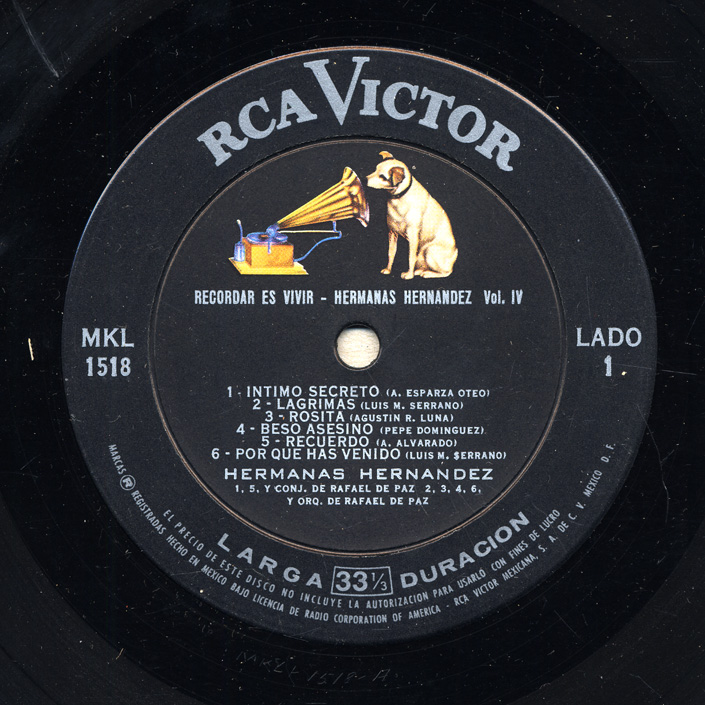 RCA VICTOR
RECORDAR ES VIVIR - HERMANAS HERNANDEZ Vol. IV
MKL
1518
LADO
1
1 - INTIMO SECRETO (A. ESPARZA OTEO)
2 - LAGRIMAS (LUIS M. SERRANO)
3 - ROSITA (AGUSTIN R. LUNA)
4 - BESO ASESINO (PEPE DOMINGUEZ)
5 - RECUERDO (A. ALVARADO)
6 - POR QUE HAS VENIDO (LUIS M. SERRANO)
HERMANAS HERNANDEZ
1, 5, Y CONJ. DE RAFAEL DE PAZ 2, 3, 4, 6,
Y ORQ. DE RAFAEL DE PAZ
LARGA 33 1/3 DURACION
EL PRECIO DE ESTE DISCO NO INCLUYE LA AUTORIZACION PARA USARLO CON FINES DE LUCRO
MARCAS ® REGISTRADAS HECHO EN MEXICO BAJO LICENCIA DE RADIO CORPORATION OF AMERICA - RCA VICTOR MEXICANA, S. A. DE C. V. MEXICO D. F.
MKL-1518-A